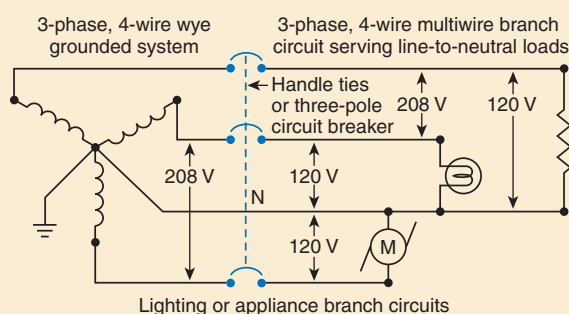 3-phase, 4-wire wye
grounded system
3-phase, 4-wire multiwire branch
circuit serving line-to-neutral loads
Handle ties
or three-pole
circuit breaker
208 V
120 V
208 V
120 V
N
120 V
M
Lighting or appliance branch circuits